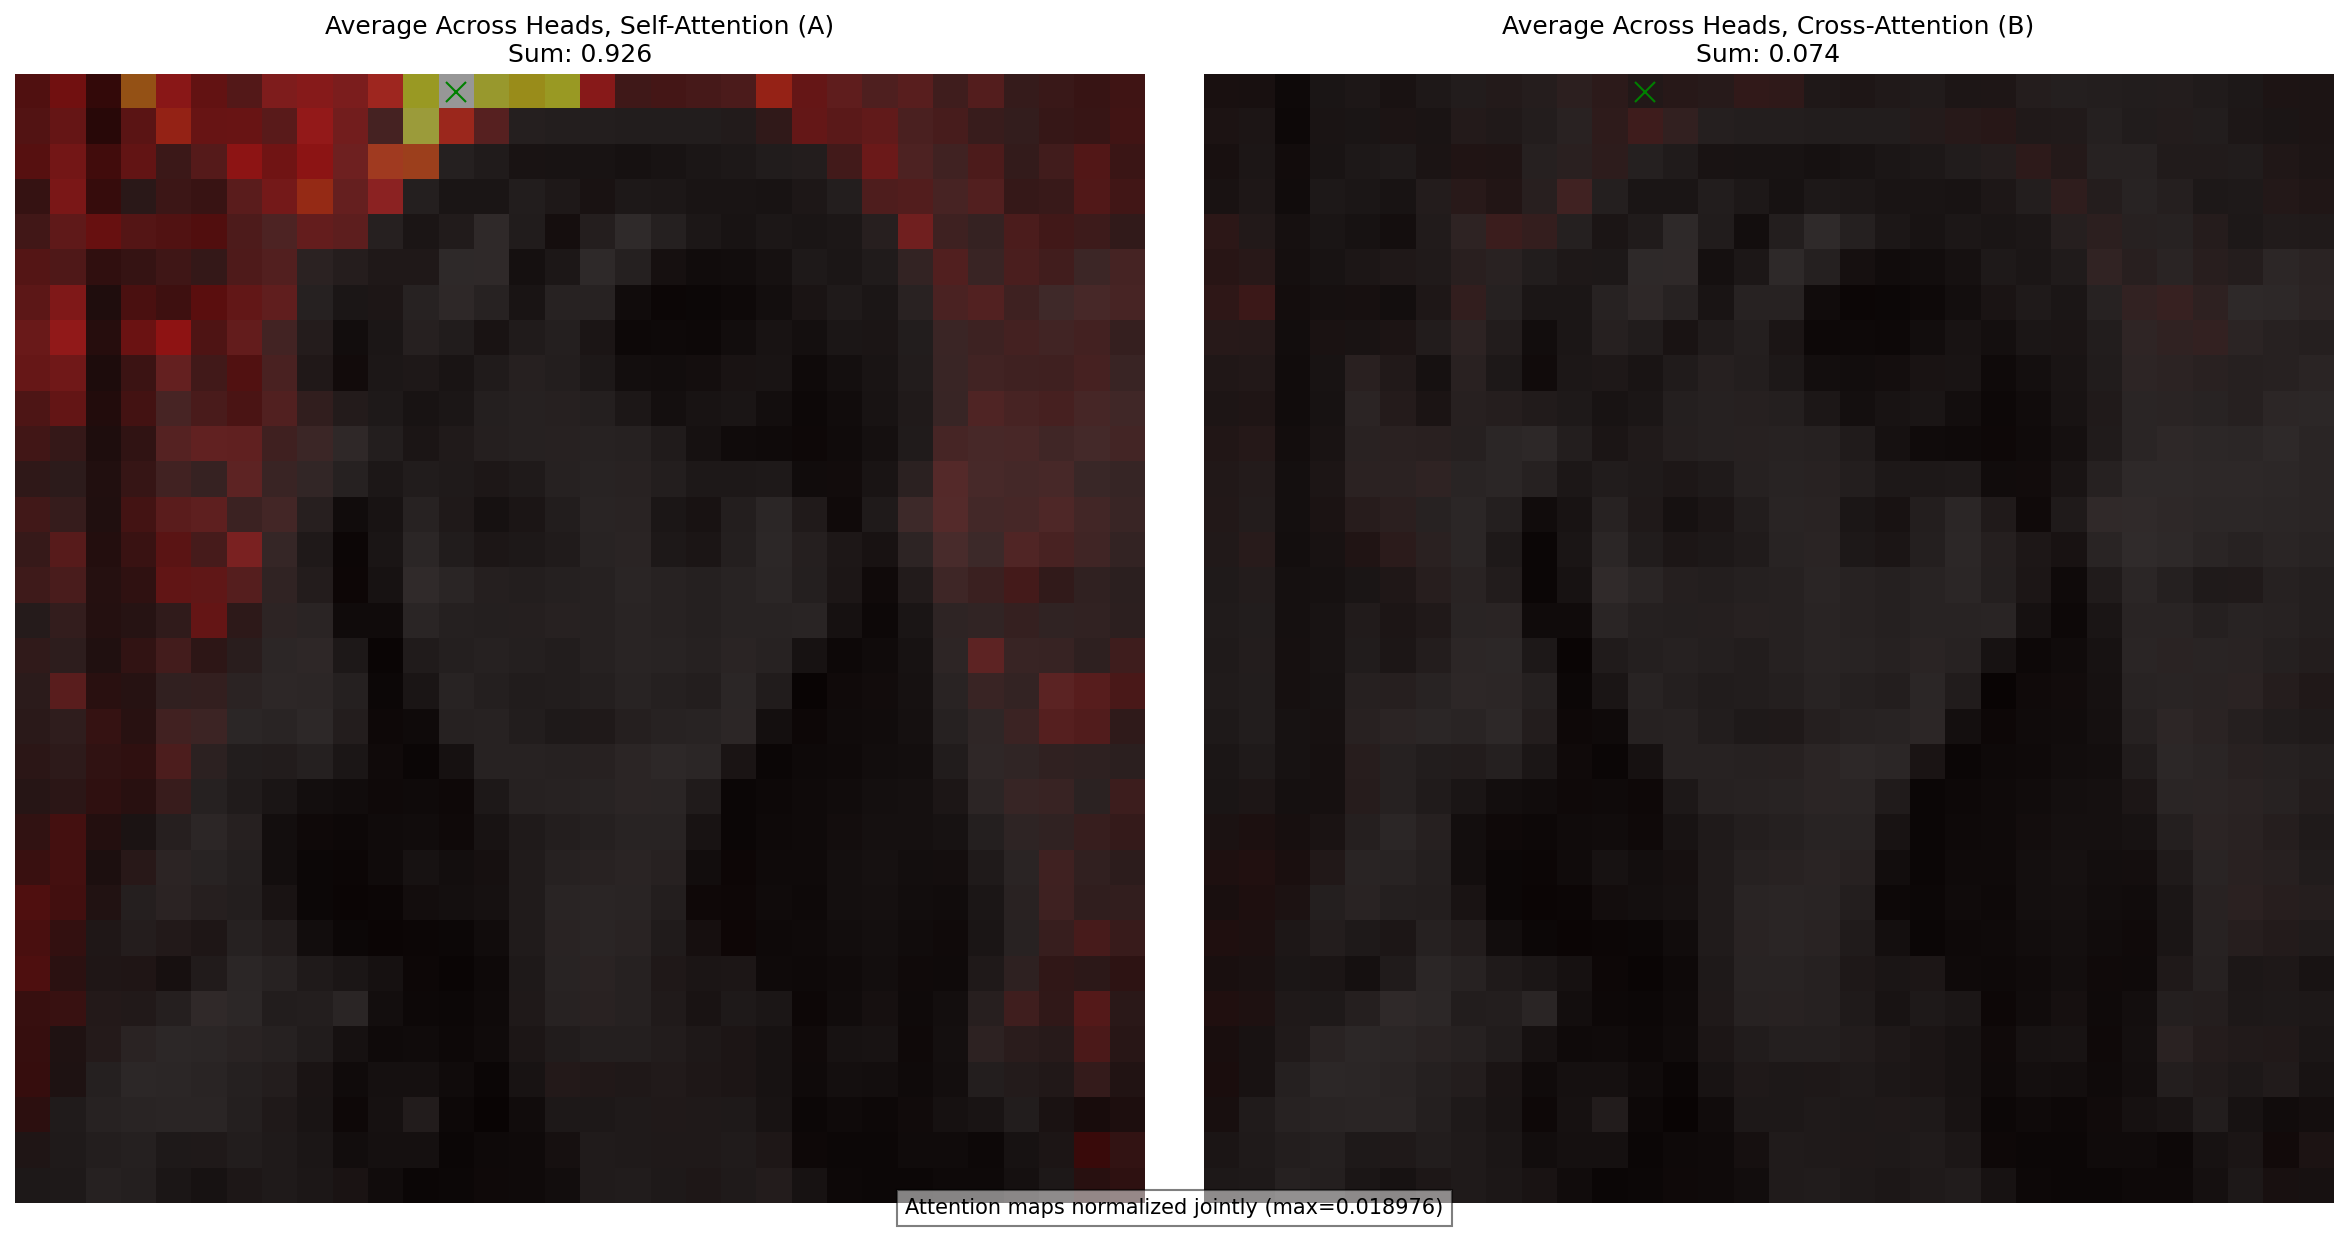 Average Across Heads, Self-Attention (A)
Sum: 0.926
Average Across Heads, Cross-Attention (B)
Sum: 0.074
Attention maps normalized jointly (max=0.018976)